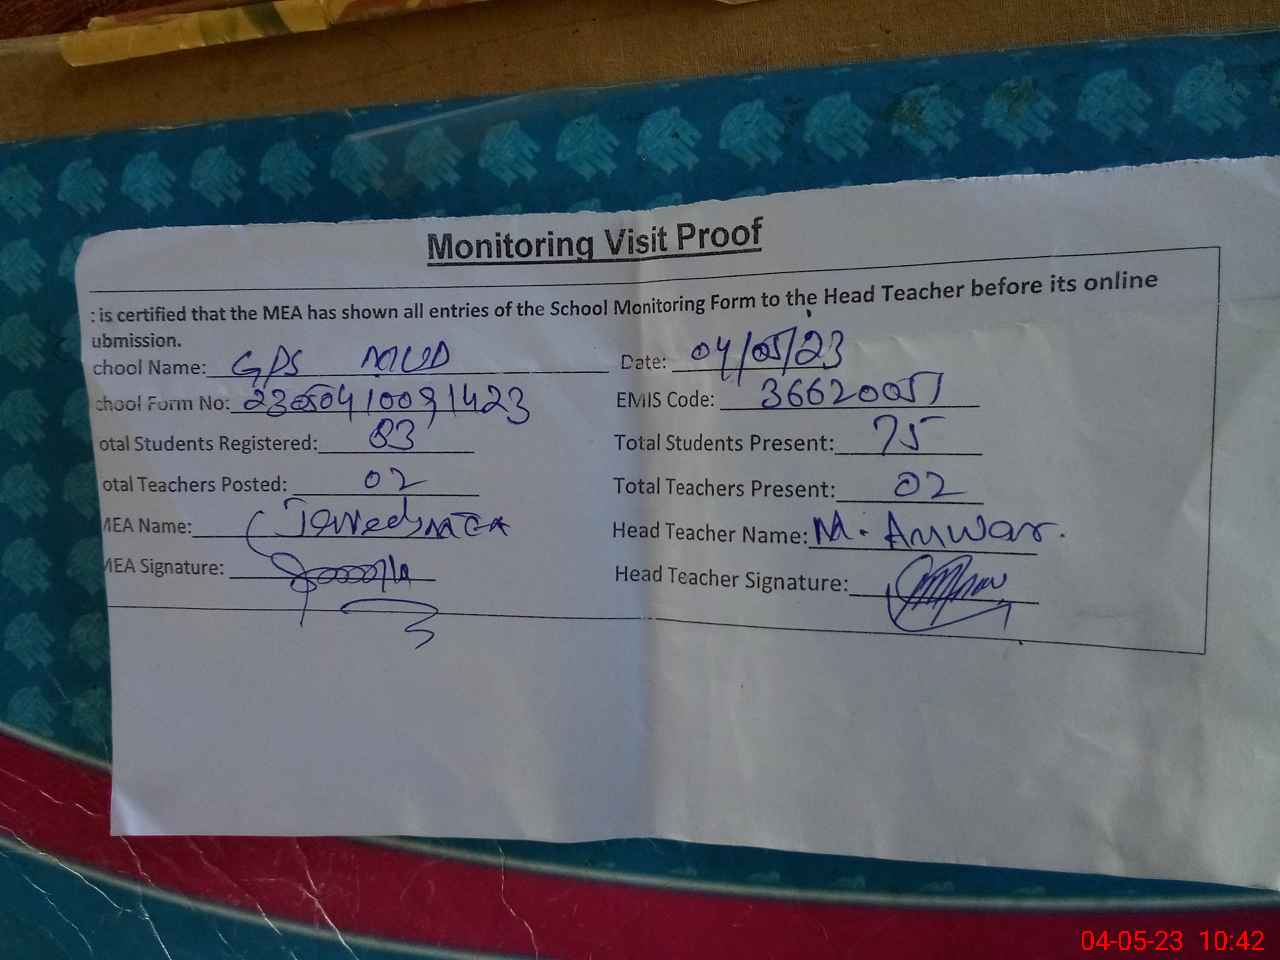 Monitoring Visit Proof
: is certified that the MEA has shown all entries of the School Monitoring Form to the Head Teacher before its online
ubmission.
chool Name: GPS MUD Date: 04/05/23
chool Form No: EMIS Code: 36620051
otal Students Registered: 83 Total Students Present: 75
otal Teachers Posted: 02 Total Teachers Present: 02
MEA Name: Head Teacher Name: M. Anwar.
MEA Signature: Head Teacher Signature:
04-05-23 10:42